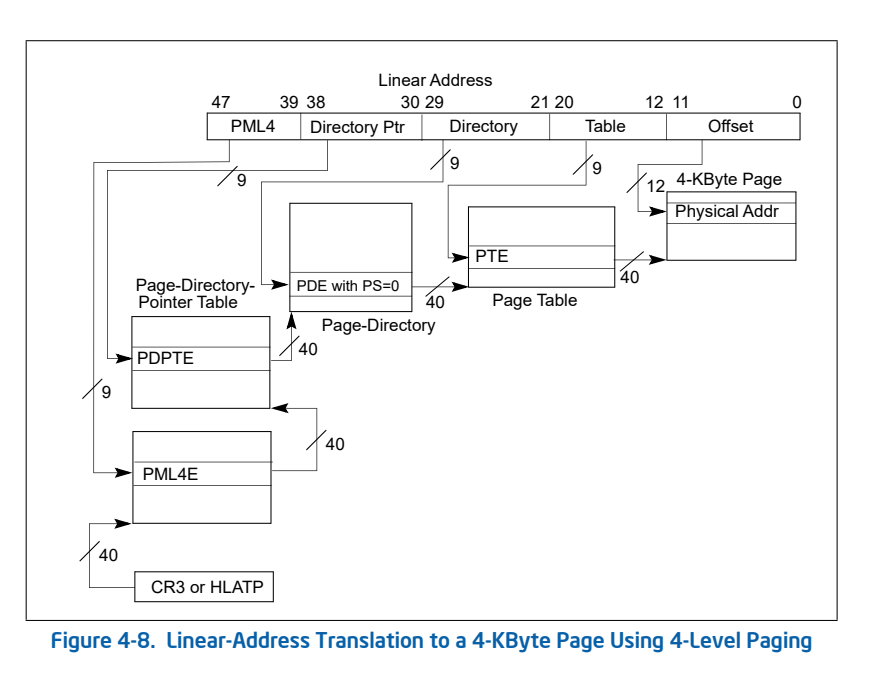 Linear Address
47 39 38 30 29 21 20 12 11 0
PML4 Directory Ptr Directory Table Offset
9 9 9 12 4-KByte Page
Physical Addr
PTE
40
Page Table
PDE with PS=0
40
Page-Directory
Page-Directory-
Pointer Table
PDPTE
40
9
40
PML4E
40
CR3 or HLATP
Figure 4-8. Linear-Address Translation to a 4-KByte Page Using 4-Level Paging